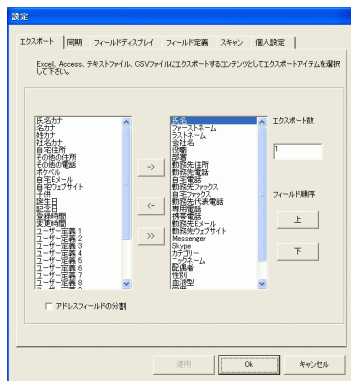 設定
エクスポート
同期
フィールドディスプレイ
フィールド定義
スキャン
個人設定
Excel、Access、テキストファイル、CSVファイルにエクスポートするコンテンツとしてエクスポートアイテムを選択
して下さい。
氏名カナ
名カナ
姓カナ
社名カナ
自宅住所
その他の住所
その他の電話
ポケベル
自宅Eメール
自宅ウェブサイト
子供
誕生日
記念日
登録時間
変更時間
ユーザー定義 1
ユーザー定義 2
ユーザー定義 3
ユーザー定義 4
ユーザー定義 5
ユーザー定義 6
ユーザー定義 7
ユーザー定義 8
->
<-
>>
氏名
ファーストネーム
ラストネーム
会社名
役職
部署
勤務先住所
勤務先電話
自宅電話
勤務先ファックス
自宅ファックス
勤務先代表電話
専用電話
携帯電話
勤務先Eメール
勤務先ウェブサイト
Messenger
Skype
カテゴリー
ニックネーム
配偶者
性別
血液型
エクスポート数
1
フィールド順序
上
下
アドレスフィールドの分割
適用
Ok
キャンセル